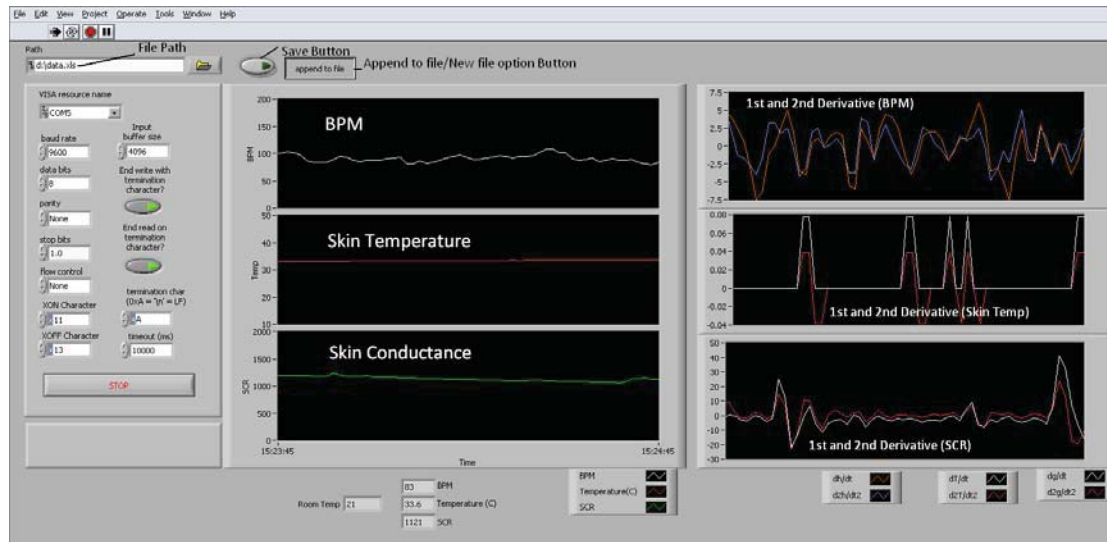 File Edit View Project Operate Tools Window Help
Path
File Path
Save Button
d:\data.xls
append to file
Append to file/New file option Button
VISA resource name
COM5
baud rate
9600
Input
buffer size
4096
data bits
8
End write with
termination
character?
parity
None
End read on
termination
character?
stop bits
1.0
flow control
None
termination char
(0xA = '\n' = LF)
A
XON Character
11
XOFF Character
13
timeout (ms)
10000
STOP
BPM
BPM
200
150
100
50
0
Skin Temperature
Temp
50
40
30
20
10
Skin Conductance
SCR
2000
1500
1000
500
0
15:23:45
15:24:45
Time
1st and 2nd Derivative (BPM)
7.5
5
2.5
0
-2.5
-5
-7.5
1st and 2nd Derivative (Skin Temp)
0.08
0.06
0.04
0.02
0
-0.02
-0.04
1st and 2nd Derivative (SCR)
50
40
30
20
10
0
-10
-20
-30
Room Temp 21
83 BPM
33.6 Temperature (C)
1121 SCR
BPM
Temperature(C)
SCR
dh/dt
d2h/dt2
dT/dt
d2T/dt2
dg/dt
d2g/dt2